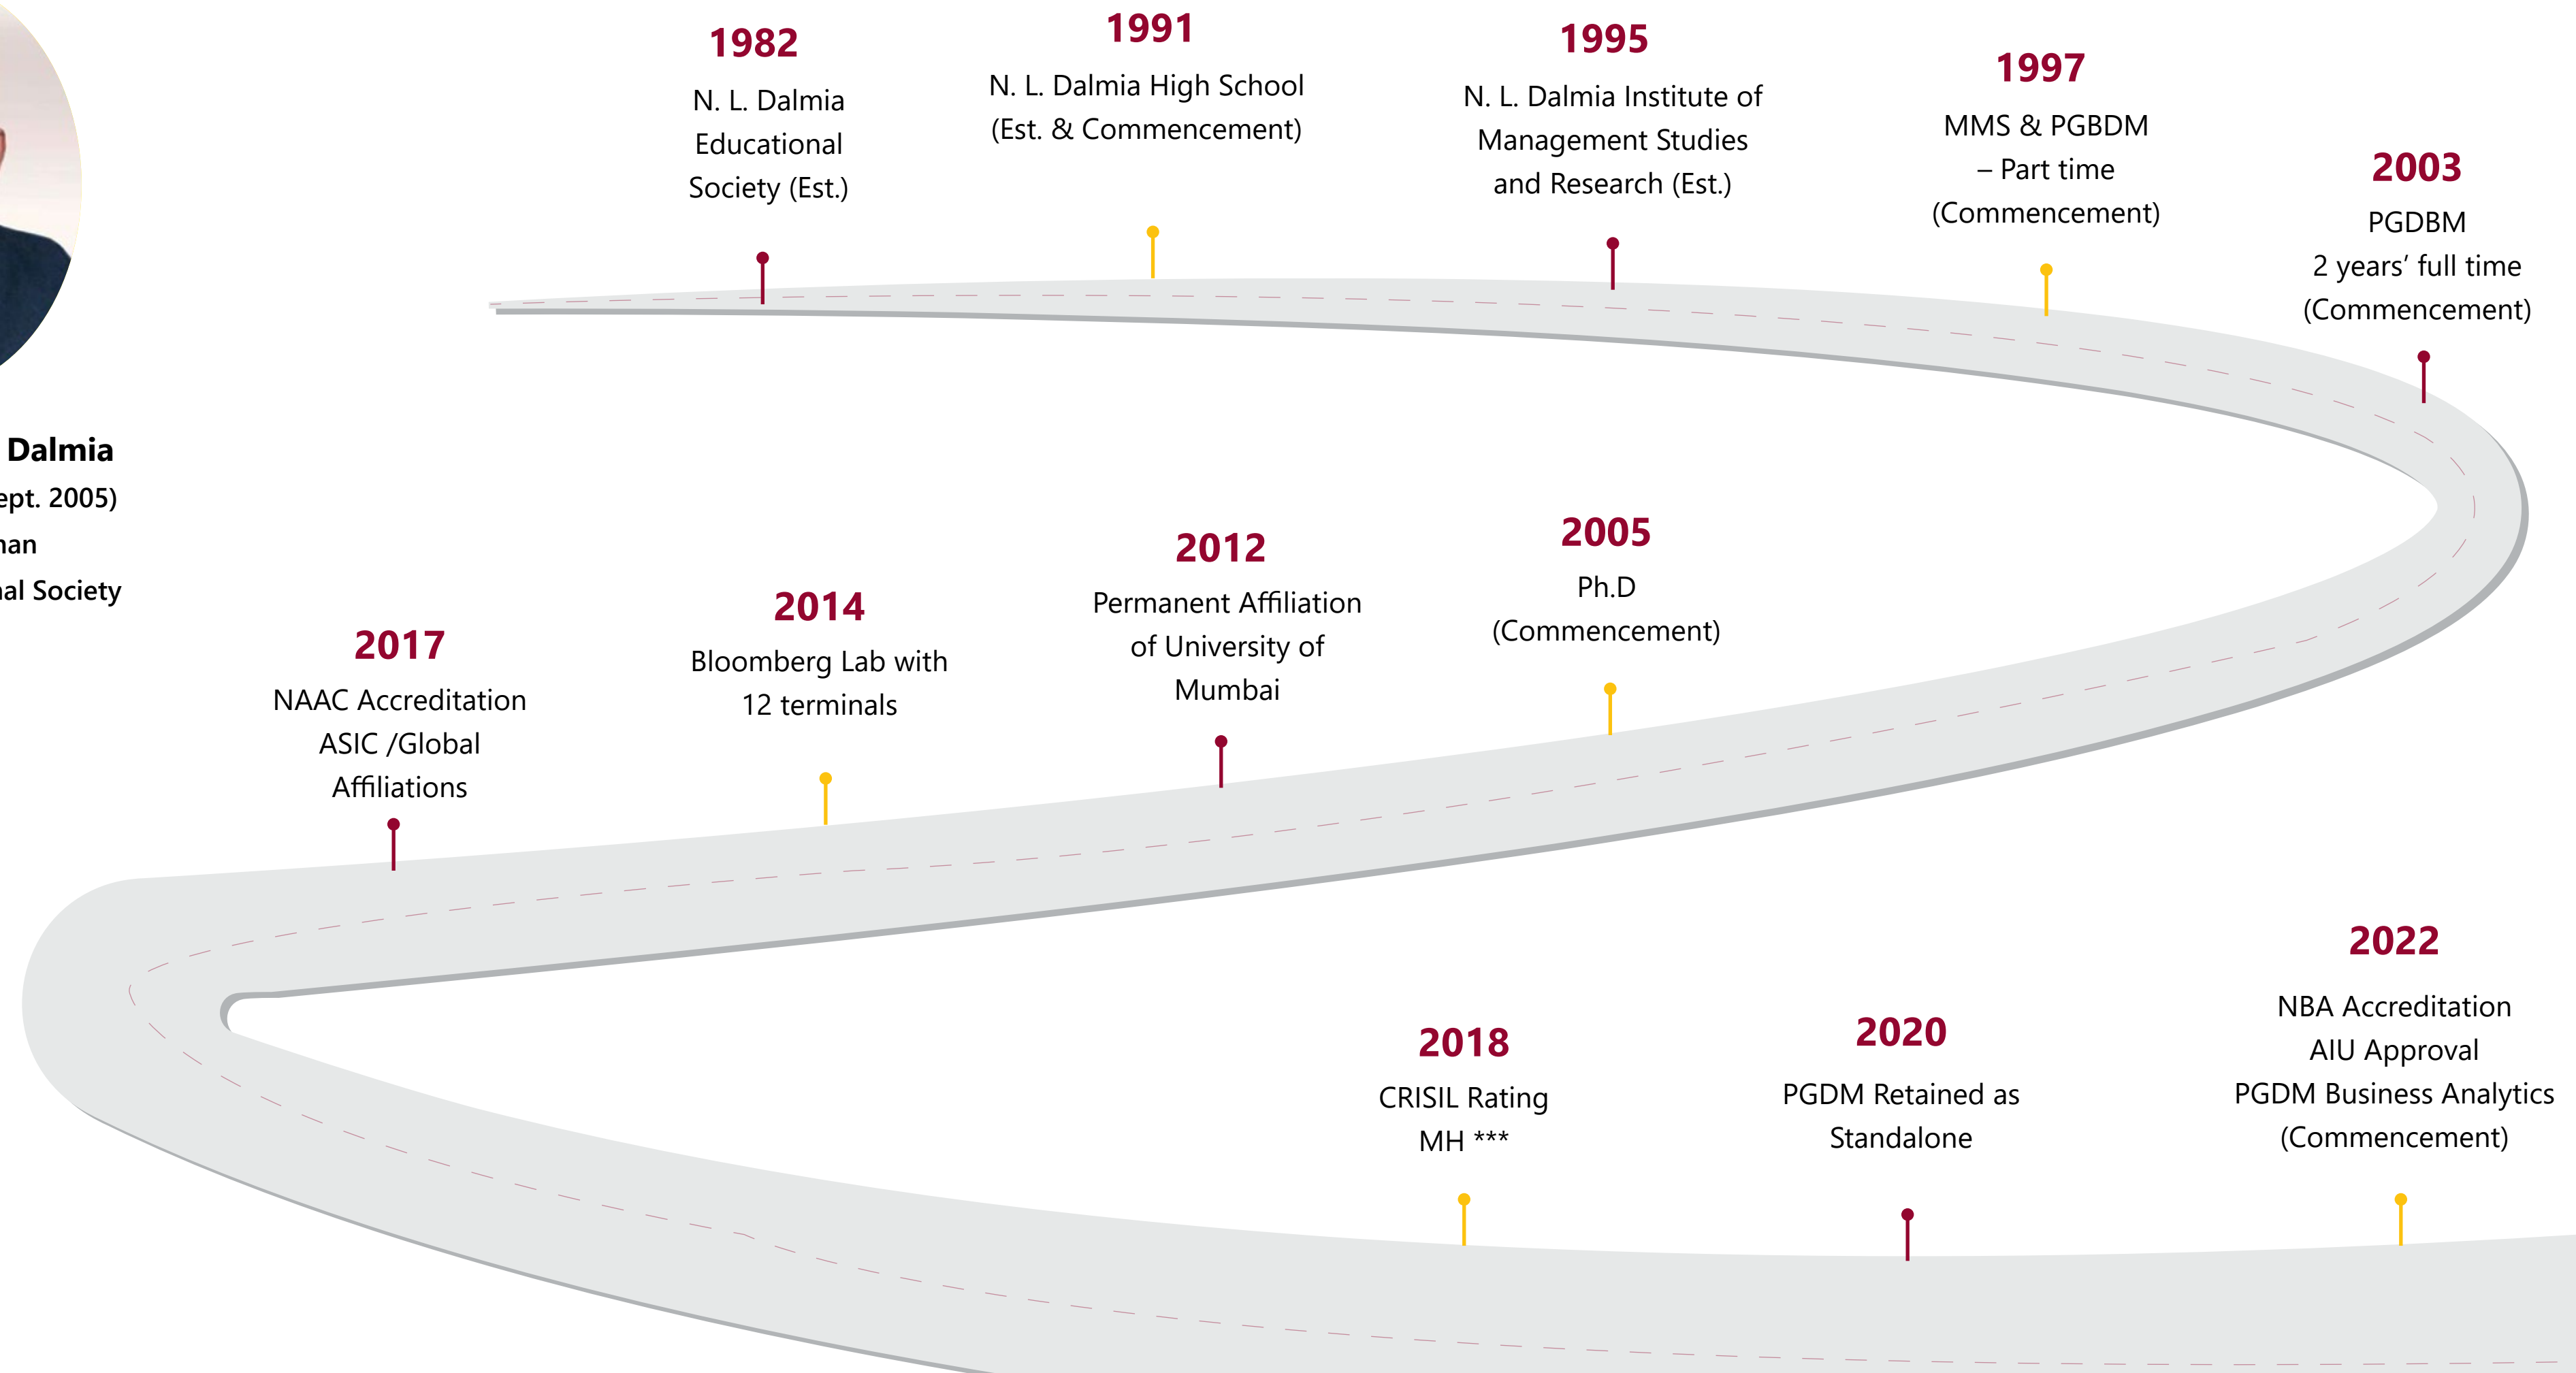 1982
N. L. Dalmia
Educational
Society (Est.)
1991
N. L. Dalmia High School
(Est. & Commencement)
1995
N. L. Dalmia Institute of
Management Studies
and Research (Est.)
1997
MMS & PGBDM
– Part time
(Commencement)
2003
PGDBM
2 years’ full time
(Commencement)
Dalmia
2005)
Society
2005
Ph.D
(Commencement)
2012
Permanent Affiliation
of University of
Mumbai
2014
Bloomberg Lab with
12 terminals
2017
NAAC Accreditation
ASIC /Global
Affiliations
2018
CRISIL Rating
MH ***
2020
PGDM Retained as
Standalone
2022
NBA Accreditation
AIU Approval
PGDM Business Analytics
(Commencement)